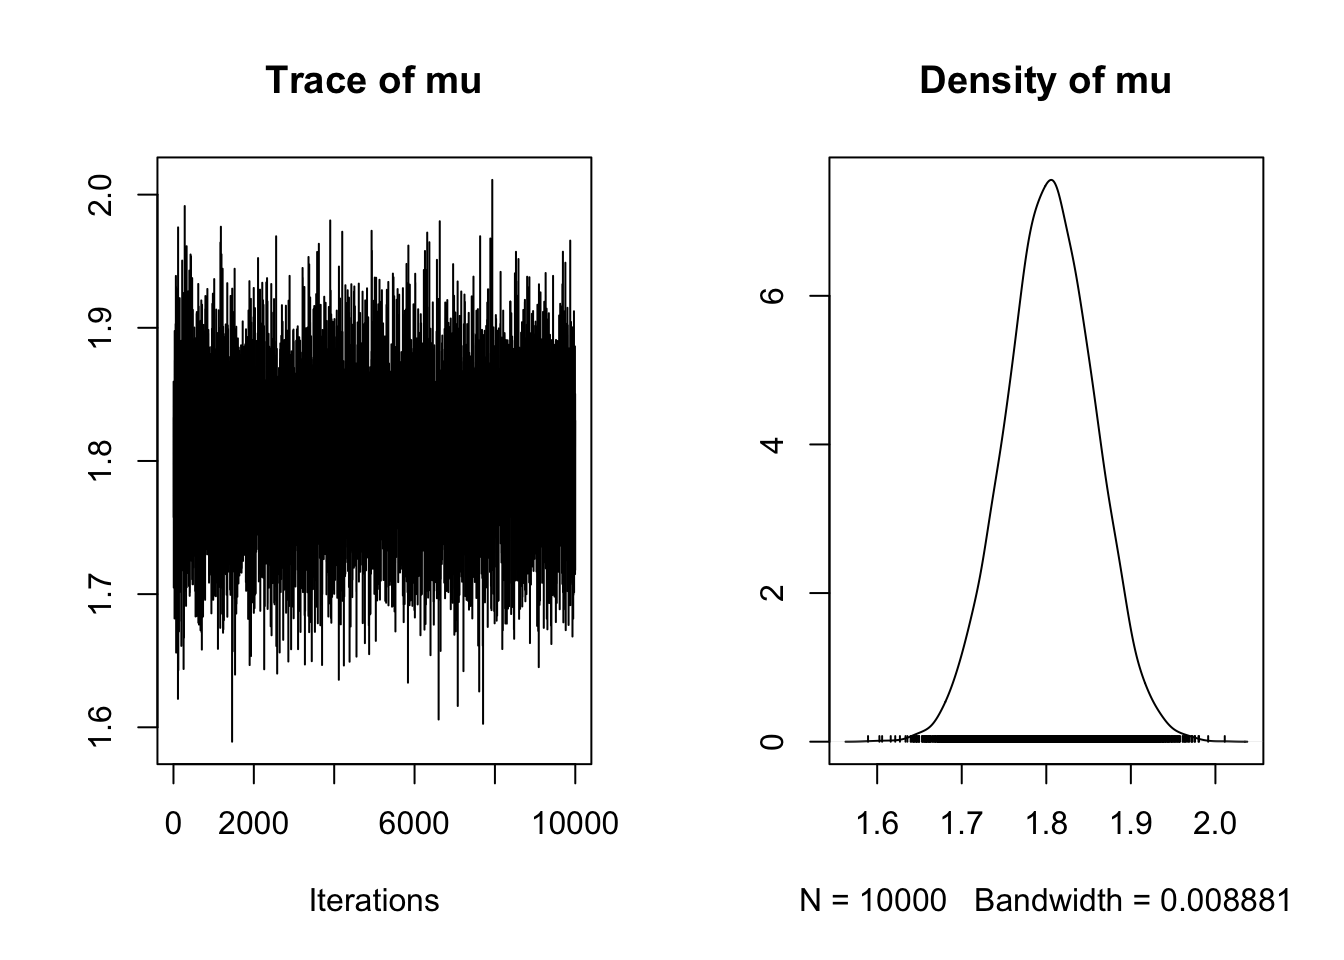 Trace of mu
2.0
1.9
1.8
1.7
1.6
0 2000 6000 10000
Iterations
Density of mu
6
4
2
0
1.6 1.7 1.8 1.9 2.0
N = 10000 Bandwidth = 0.008881